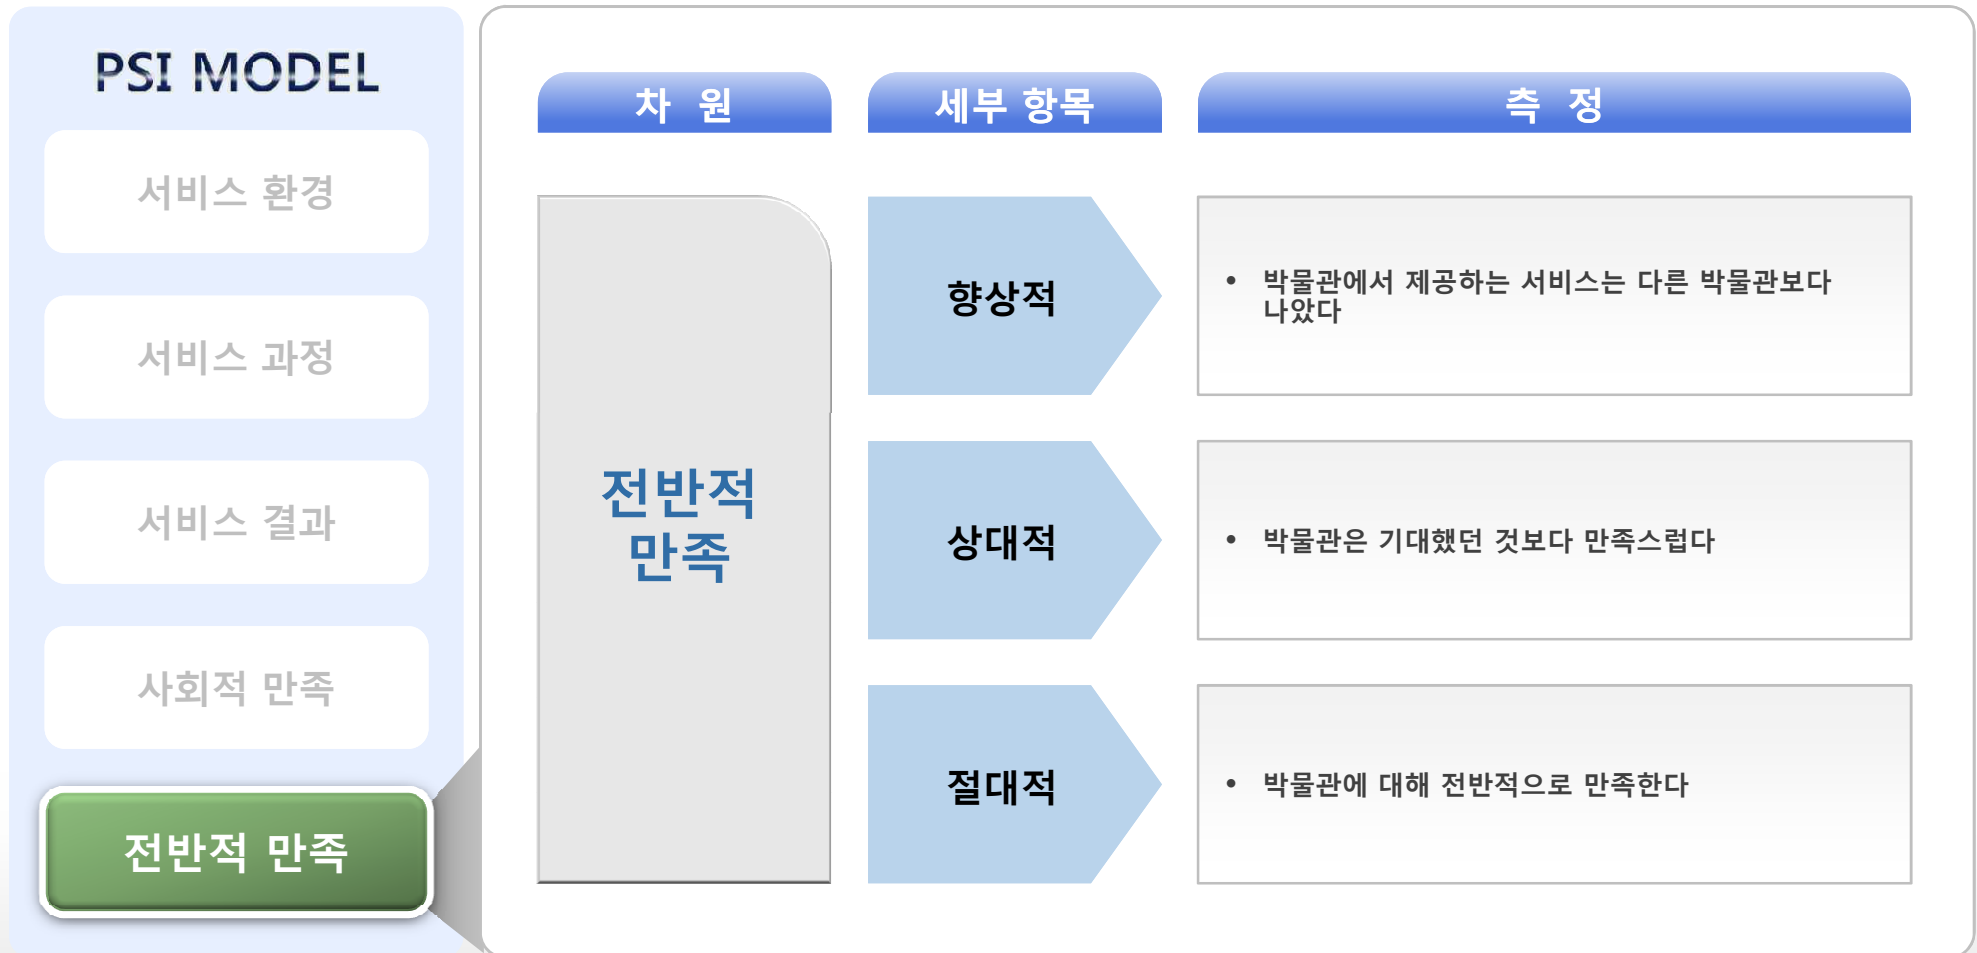 PSI MODEL
서비스 환경
서비스 과정
서비스 결과
사회적 만족
전반적 만족
차 원
세부 항목
측 정
전반적
만족
향상적
• 박물관에서 제공하는 서비스는 다른 박물관보다
나았다
상대적
• 박물관은 기대했던 것보다 만족스럽다
절대적
• 박물관에 대해 전반적으로 만족한다